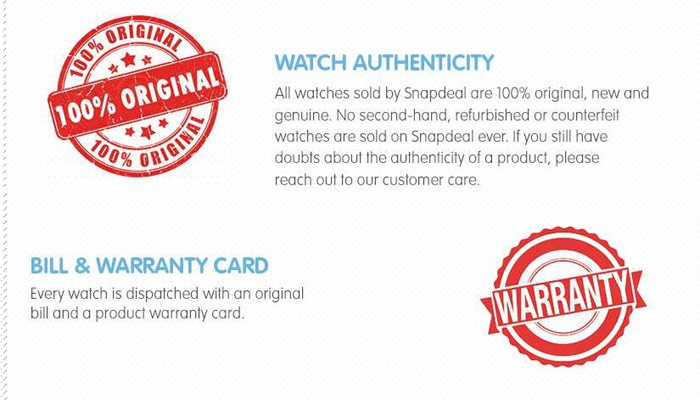 100% ORIGINAL
100% ORIGINAL
100% ORIGINAL
WATCH AUTHENTICITY
All watches sold by Snapdeal are 100% original, new and
genuine. No second-hand, refurbished or counterfeit
watches are sold on Snapdeal ever. If you still have
doubts about the authenticity of a product, please
reach out to our customer care.
BILL & WARRANTY CARD
Every watch is dispatched with an original
bill and a product warranty card.
WARRANTY